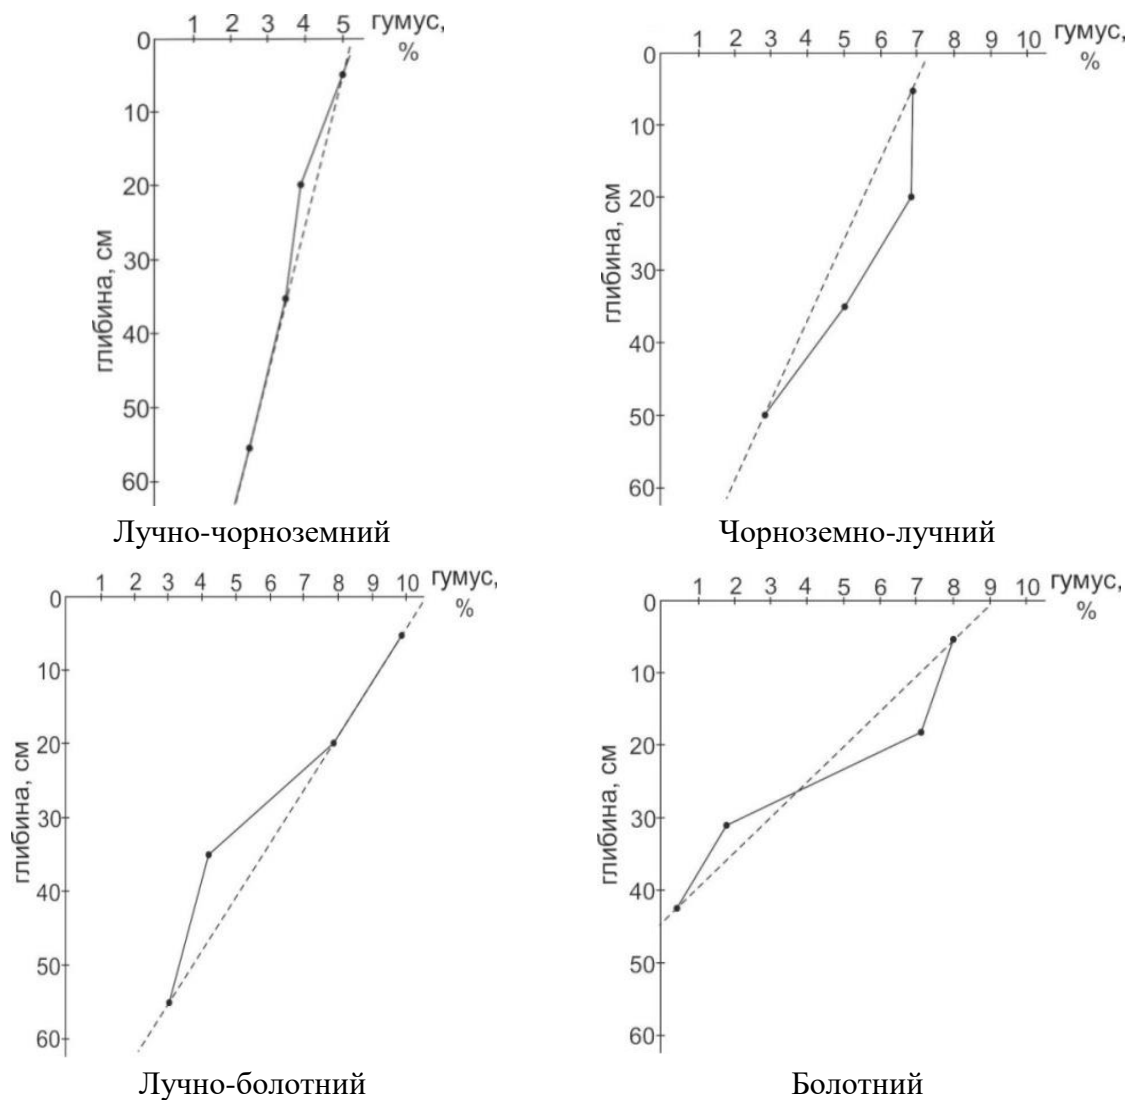 1 2 3 4 5 гумус,
%
0
10
20
30
40
50
60
глибина, см
Лучно-чорноземний
1 2 3 4 5 6 7 8 9 10 гумус,
%
0
10
20
30
40
50
60
глибина, см
Чорноземно-лучний
1 2 3 4 5 6 7 8 9 10 гумус,
%
0
10
20
30
40
50
60
глибина, см
Лучно-болотний
1 2 3 4 5 6 7 8 9 10 гумус,
%
0
10
20
30
40
50
60
глибина, см
Болотний